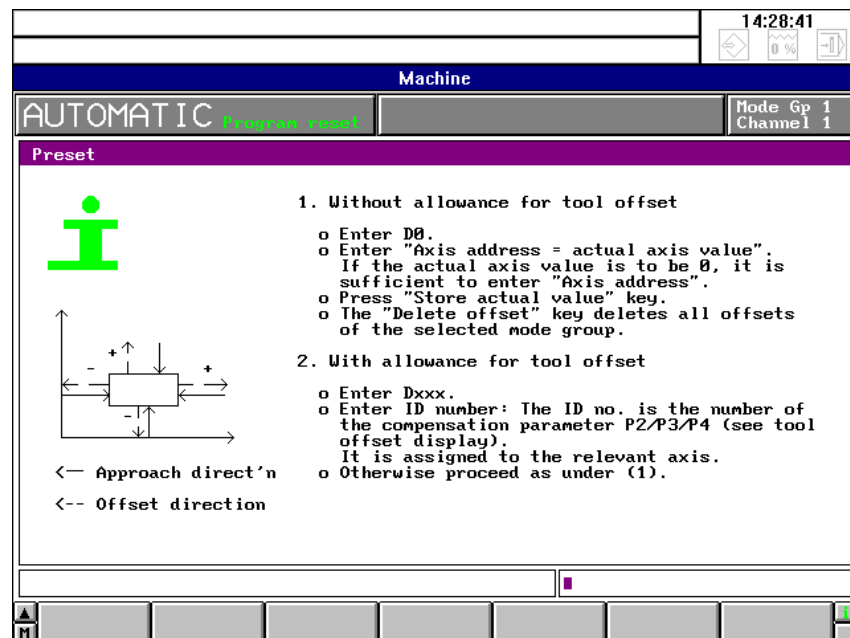 14:28:41
0 %
Machine
AUTOMATIC Program reset
Mode Gp 1
Channel 1
Preset
1. Without allowance for tool offset
o Enter D0.
o Enter "Axis address = actual axis value".
If the actual axis value is to be 0, it is
sufficient to enter "Axis address".
o Press "Store actual value" key.
o The "Delete offset" key deletes all offsets
of the selected mode group.
2. With allowance for tool offset
o Enter Dxxx.
o Enter ID number: The ID no. is the number of
the compensation parameter P2/P3/P4 (see tool
offset display).
It is assigned to the relevant axis.
o Otherwise proceed as under (1).
+
-
+
-
<— Approach direct'n
<-- Offset direction
M
i